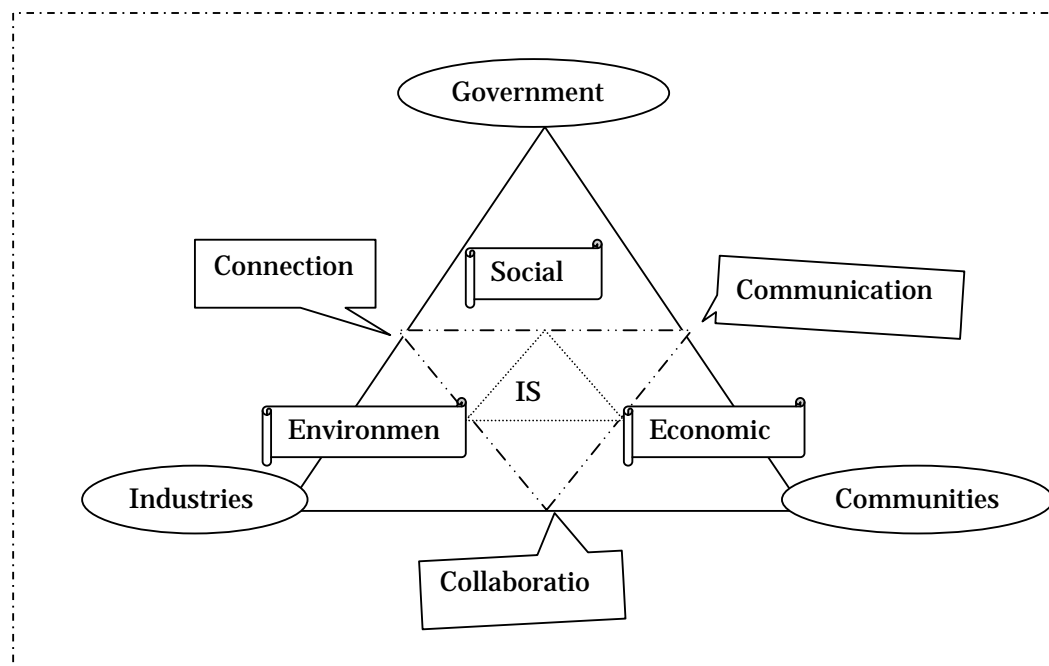 Government
Connection
Social
Communication
IS
Environmen
Economic
Industries
Communities
Collaboratio